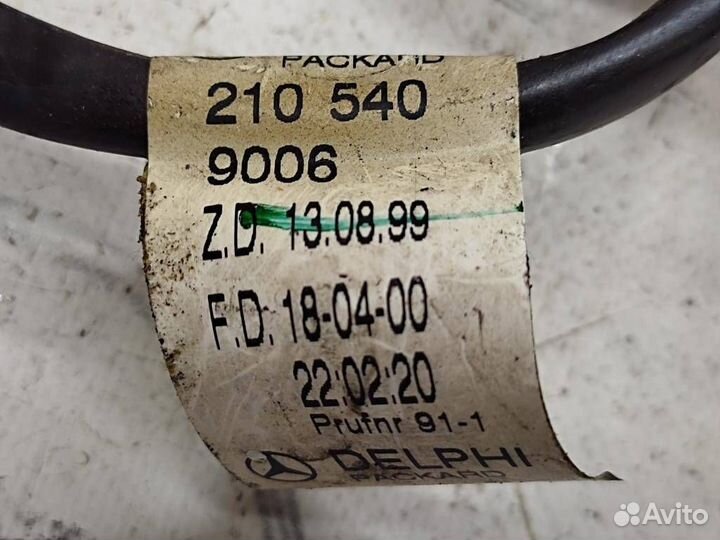 PACKARD
210 540
9006
Z.D. 13.08.99
F.D. 18-04-00
22:02:20
Prufnr 91-1
DELPHI
PACKARD
Avito